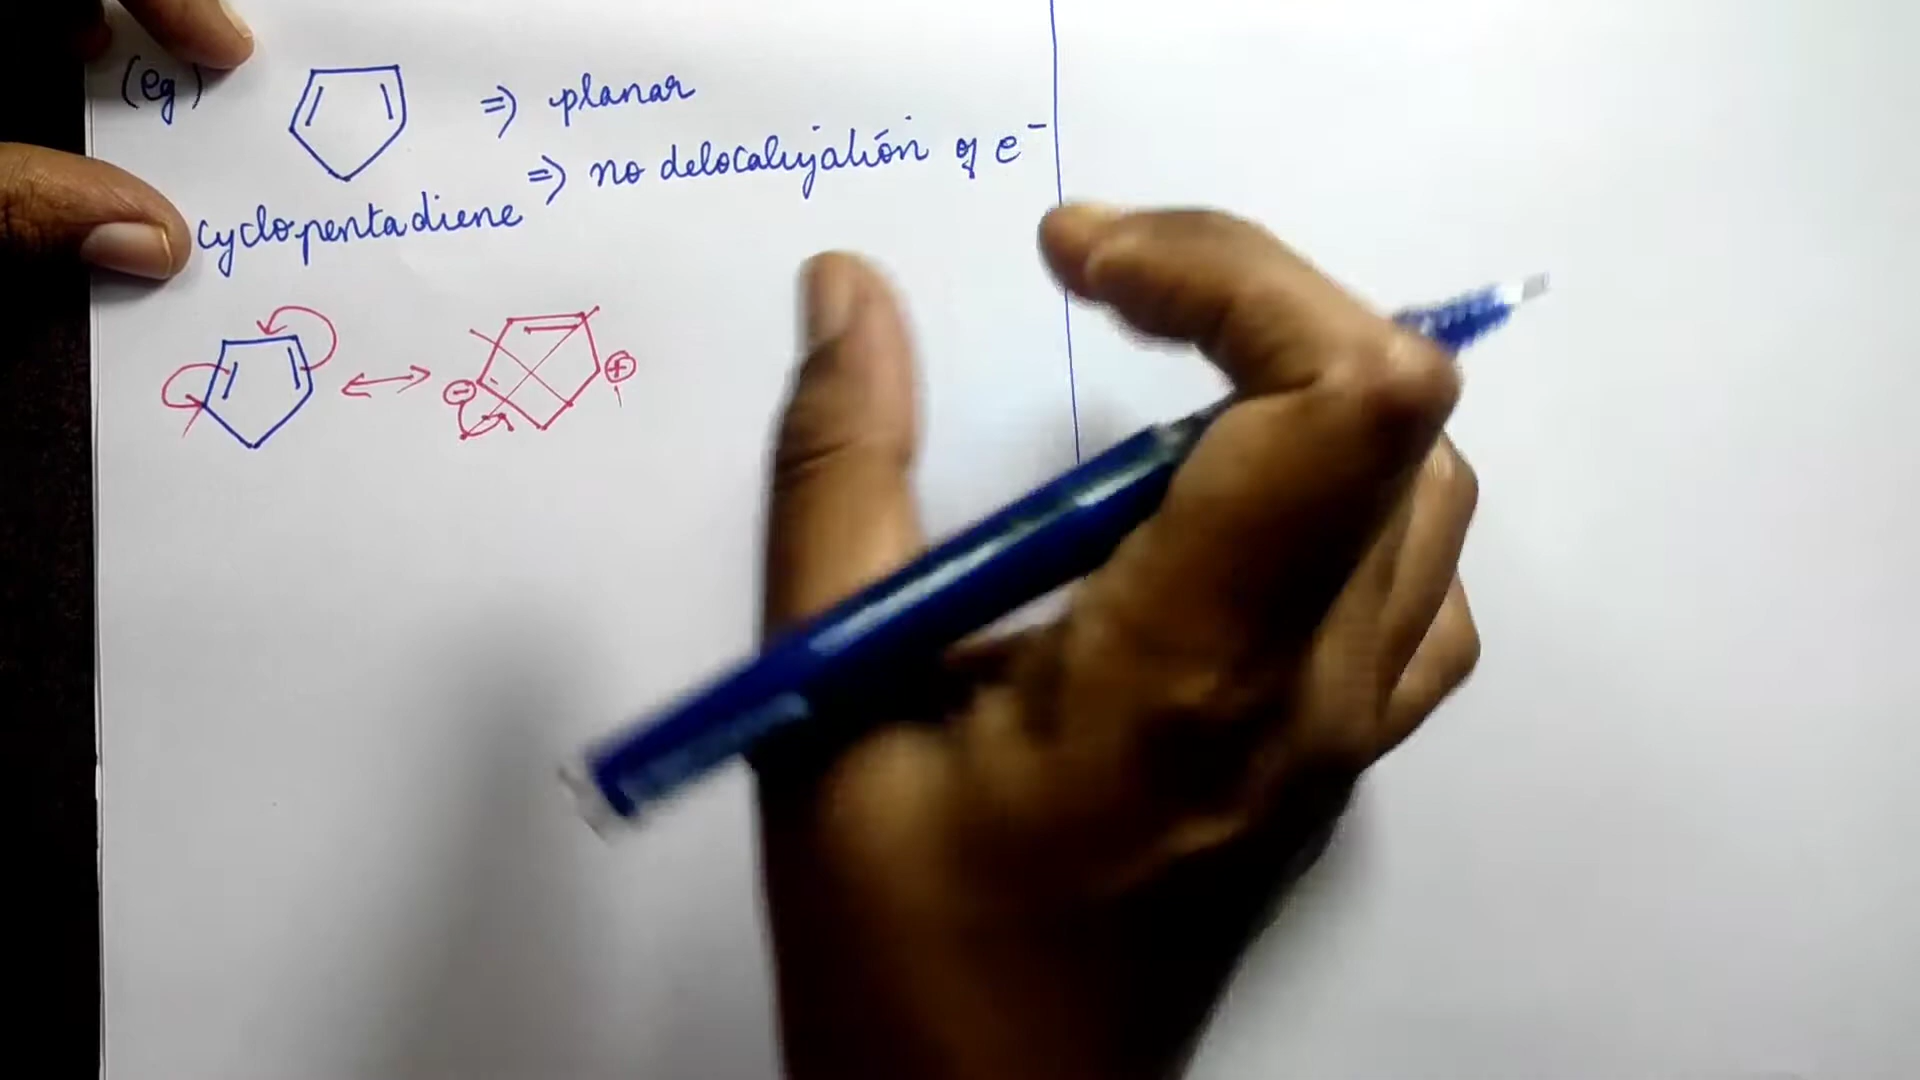 (eg) => planar
=> no delocalization of e⁻
cyclopentadiene
⊖ ⊕